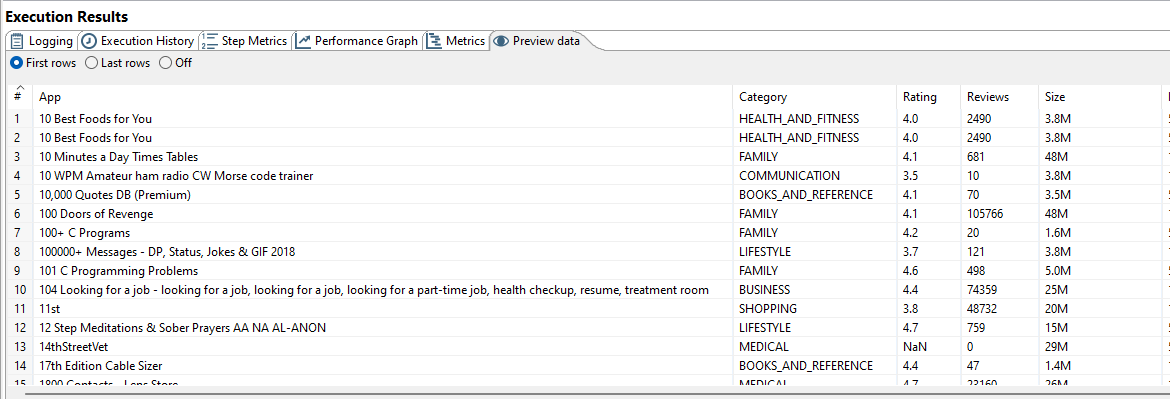 Execution Results
Logging Execution History Step Metrics Performance Graph Metrics Preview data
First rows Last rows Off
# App Category Rating Reviews Size
1 10 Best Foods for You HEALTH_AND_FITNESS 4.0 2490 3.8M
2 10 Best Foods for You HEALTH_AND_FITNESS 4.0 2490 3.8M
3 10 Minutes a Day Times Tables FAMILY 4.1 681 48M
4 10 WPM Amateur ham radio CW Morse code trainer COMMUNICATION 3.5 10 3.8M
5 10,000 Quotes DB (Premium) BOOKS_AND_REFERENCE 4.1 70 3.5M
6 100 Doors of Revenge FAMILY 4.1 105766 48M
7 100+ C Programs FAMILY 4.2 20 1.6M
8 100000+ Messages - DP, Status, Jokes & GIF 2018 LIFESTYLE 3.7 121 3.8M
9 101 C Programming Problems FAMILY 4.6 498 5.0M
10 104 Looking for a job - looking for a job, looking for a job, looking for a part-time job, health checkup, resume, treatment room BUSINESS 4.4 74359 25M
11 11st SHOPPING 3.8 48732 20M
12 12 Step Meditations & Sober Prayers AA NA AL-ANON LIFESTYLE 4.7 759 15M
13 14thStreetVet MEDICAL NaN 0 29M
14 17th Edition Cable Sizer BOOKS_AND_REFERENCE 4.4 47 1.4M
15 1800 Contacts - Lens Store MEDICAL 4.7 23160 26M